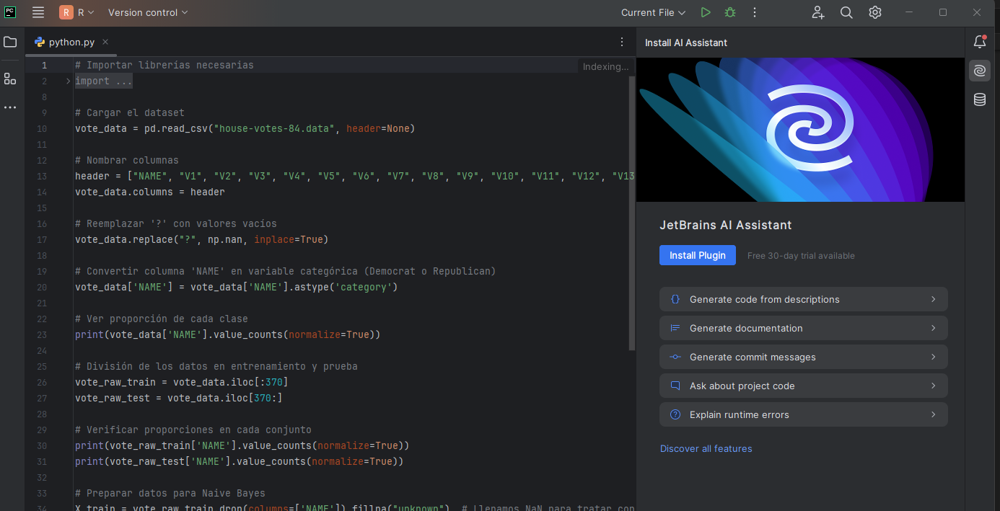 PC
R R Version control
Current File
python.py
Install AI Assistant
Indexing...
1 # Importar librerías necesarias
2 import ...
8
9 # Cargar el dataset
10 vote_data = pd.read_csv("house-votes-84.data", header=None)
11
12 # Nombrar columnas
13 header = ["NAME", "V1", "V2", "V3", "V4", "V5", "V6", "V7", "V8", "V9", "V10", "V11", "V12", "V13
14 vote_data.columns = header
15
16 # Reemplazar '?' con valores vacíos
17 vote_data.replace("?", np.nan, inplace=True)
18
19 # Convertir columna 'NAME' en variable categórica (Democrat o Republican)
20 vote_data['NAME'] = vote_data['NAME'].astype('category')
21
22 # Ver proporción de cada clase
23 print(vote_data['NAME'].value_counts(normalize=True))
24
25 # División de los datos en entrenamiento y prueba
26 vote_raw_train = vote_data.iloc[:370]
27 vote_raw_test = vote_data.iloc[370:]
28
29 # Verificar proporciones en cada conjunto
30 print(vote_raw_train['NAME'].value_counts(normalize=True))
31 print(vote_raw_test['NAME'].value_counts(normalize=True))
32
33 # Preparar datos para Naive Bayes
34 X_train = vote_raw_train.drop(columns=['NAME']).fillna("unknown") # Llenamos NaN para tratar con
JetBrains AI Assistant
Install Plugin Free 30-day trial available
Generate code from descriptions
Generate documentation
Generate commit messages
Ask about project code
Explain runtime errors
Discover all features